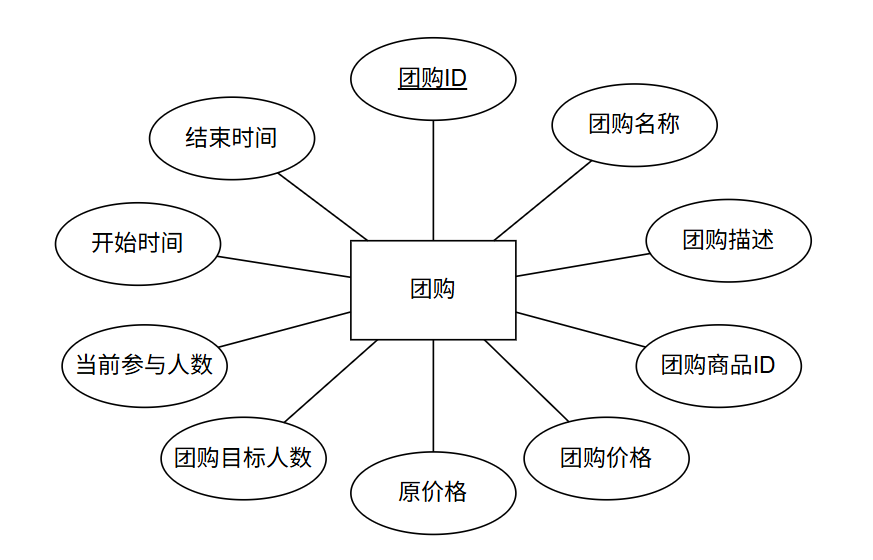 团购ID
团购名称
结束时间
团购描述
开始时间
团购
当前参与人数
团购商品ID
团购目标人数
团购价格
原价格